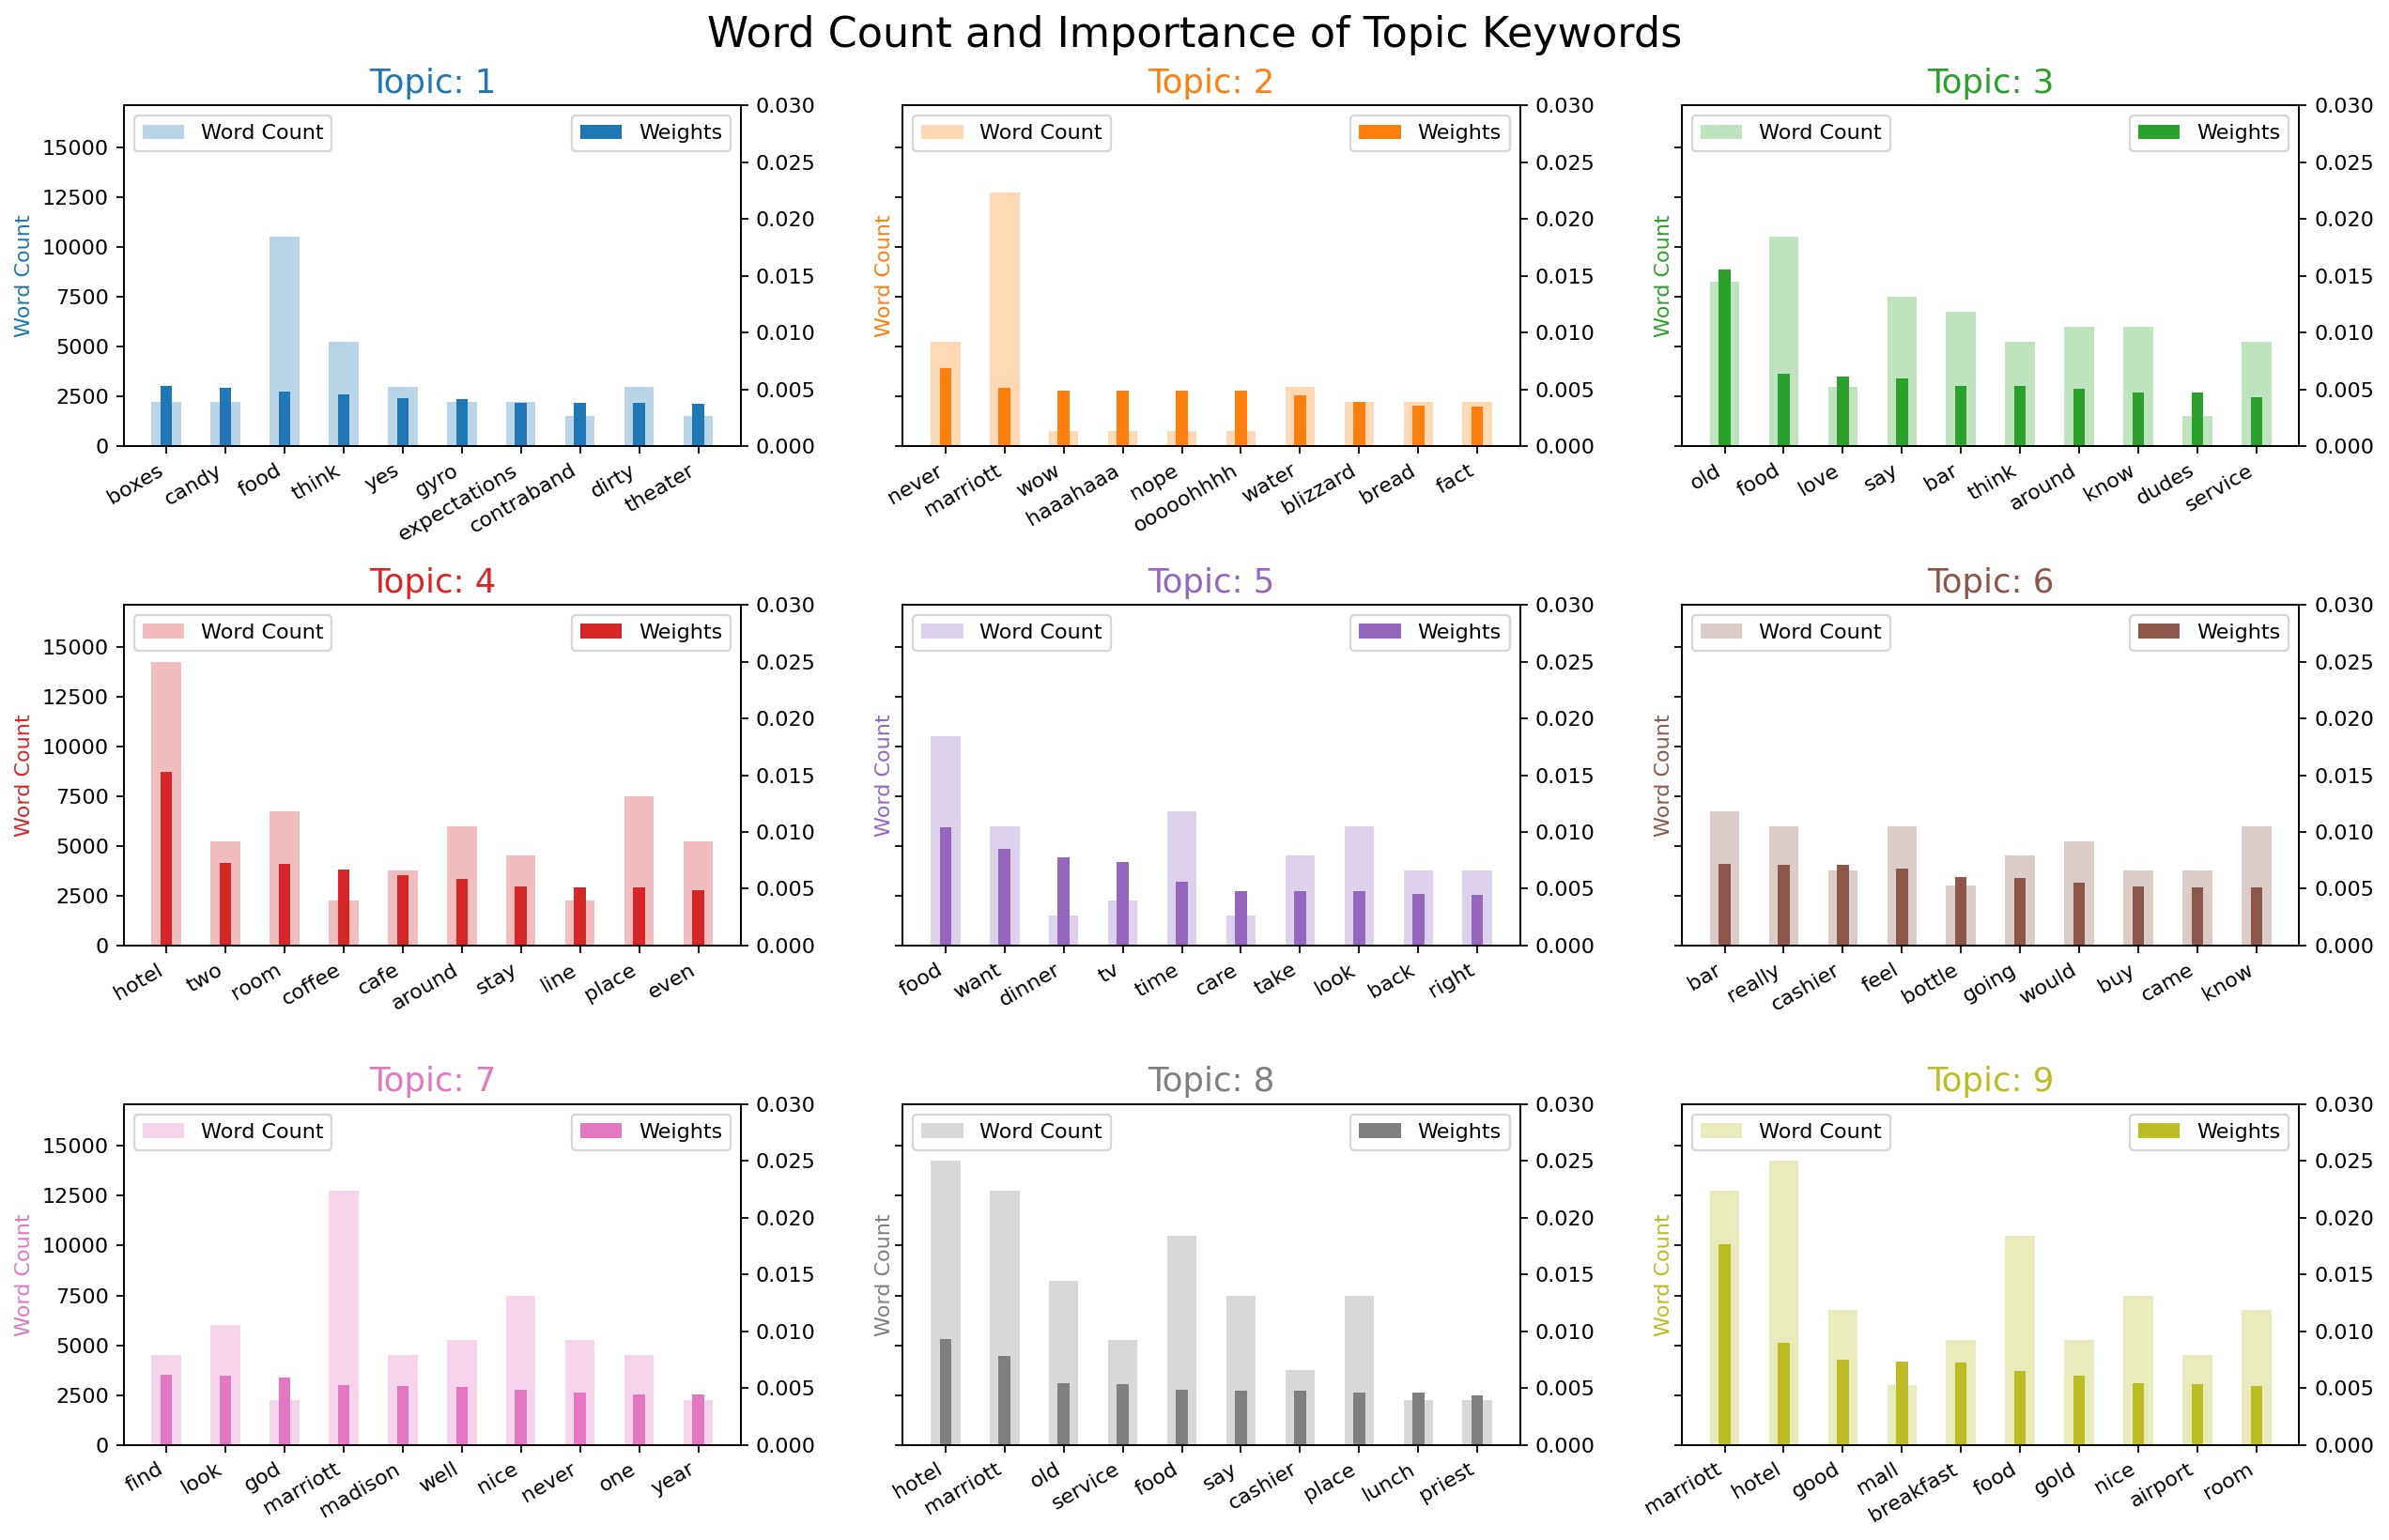 Word Count and Importance of Topic Keywords
Topic: 1
Word Count
Weights
Word Count
15000
12500
10000
7500
5000
2500
0
0.030
0.025
0.020
0.015
0.010
0.005
0.000
boxes candy food think yes gyro expectations contraband dirty theater
Topic: 2
Word Count
Weights
Word Count
0.030
0.025
0.020
0.015
0.010
0.005
0.000
never marriott wow haaahaaa nope ooooohhhh water blizzard bread fact
Topic: 3
Word Count
Weights
Word Count
0.030
0.025
0.020
0.015
0.010
0.005
0.000
old food love say bar think around know dudes service
Topic: 4
Word Count
Weights
Word Count
15000
12500
10000
7500
5000
2500
0
0.030
0.025
0.020
0.015
0.010
0.005
0.000
hotel two room coffee cafe around stay line place even
Topic: 5
Word Count
Weights
Word Count
0.030
0.025
0.020
0.015
0.010
0.005
0.000
food want dinner tv time care take look back right
Topic: 6
Word Count
Weights
Word Count
0.030
0.025
0.020
0.015
0.010
0.005
0.000
bar really cashier feel bottle going would buy came know
Topic: 7
Word Count
Weights
Word Count
15000
12500
10000
7500
5000
2500
0
0.030
0.025
0.020
0.015
0.010
0.005
0.000
find look god marriott madison well nice never one year
Topic: 8
Word Count
Weights
Word Count
0.030
0.025
0.020
0.015
0.010
0.005
0.000
hotel marriott old service food say cashier place lunch priest
Topic: 9
Word Count
Weights
Word Count
0.030
0.025
0.020
0.015
0.010
0.005
0.000
marriott hotel good mall breakfast food gold nice airport room